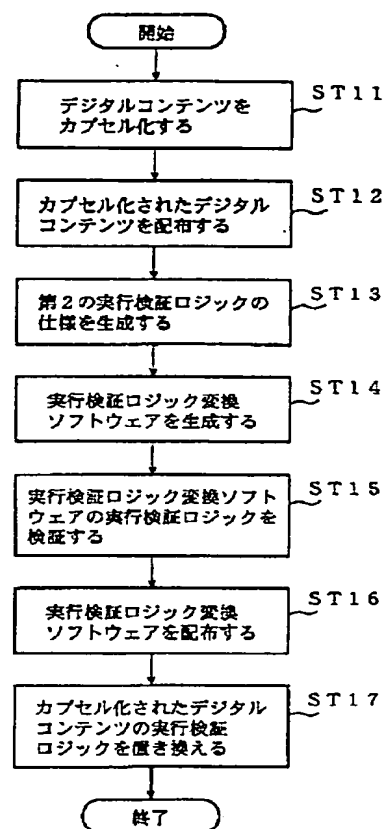 開始
デジタルコンテンツを
カプセル化する
ST11
カプセル化されたデジタル
コンテンツを配布する
ST12
第2の実行検証ロジックの
仕様を生成する
ST13
実行検証ロジック変換
ソフトウェアを生成する
ST14
実行検証ロジック変換ソフト
ウェアの実行検証ロジックを
検証する
ST15
実行検証ロジック変換
ソフトウェアを配布する
ST16
カプセル化されたデジタル
コンテンツの実行検証
ロジックを置き換える
ST17
終了